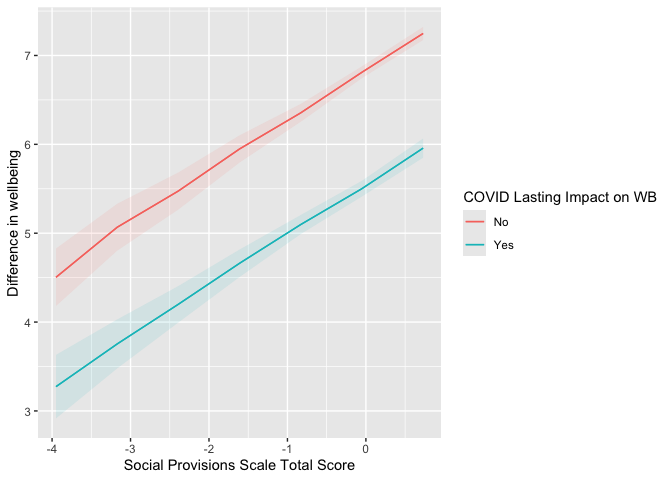 7
6
5
4
3
Difference in wellbeing
-4
-3
-2
-1
0
Social Provisions Scale Total Score
COVID Lasting Impact on WB
No
Yes